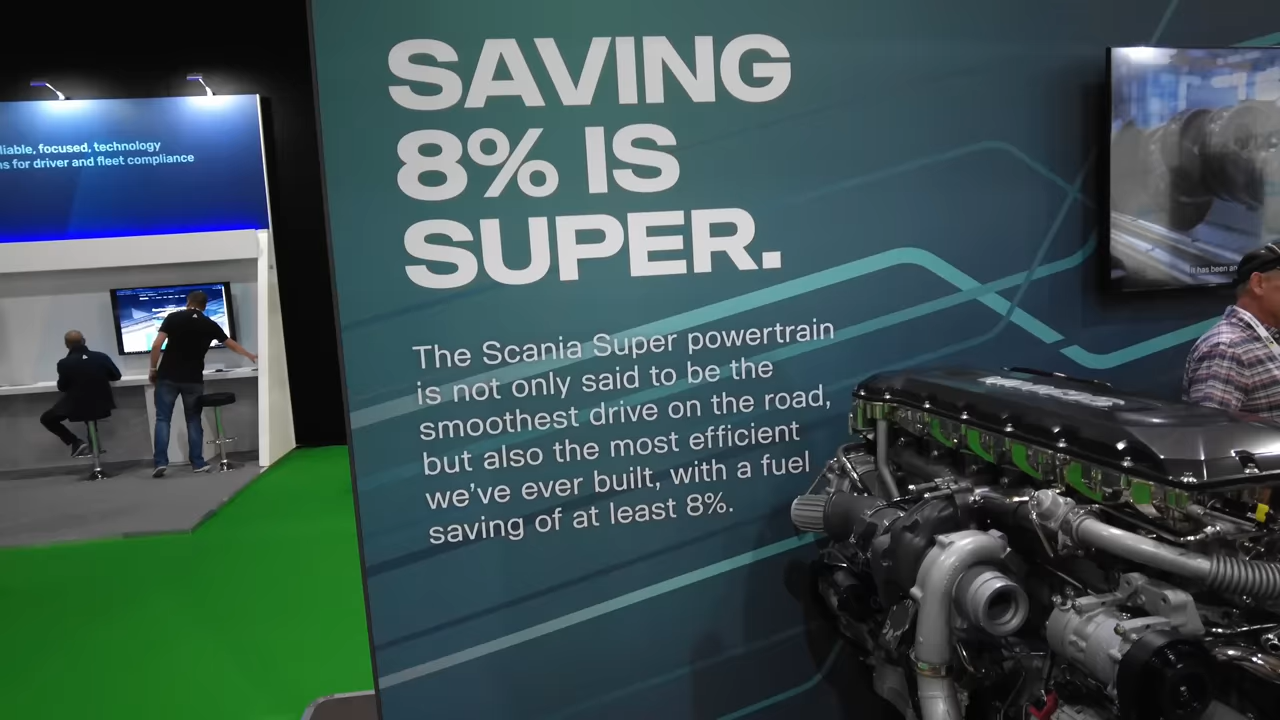 liable, focused, technology
s for driver and fleet compliance
SAVING
8% IS
SUPER.
The Scania Super powertrain
is not only said to be the
smoothest drive on the road,
but also the most efficient
we've ever built, with a fuel
saving of at least 8%.
It has been an